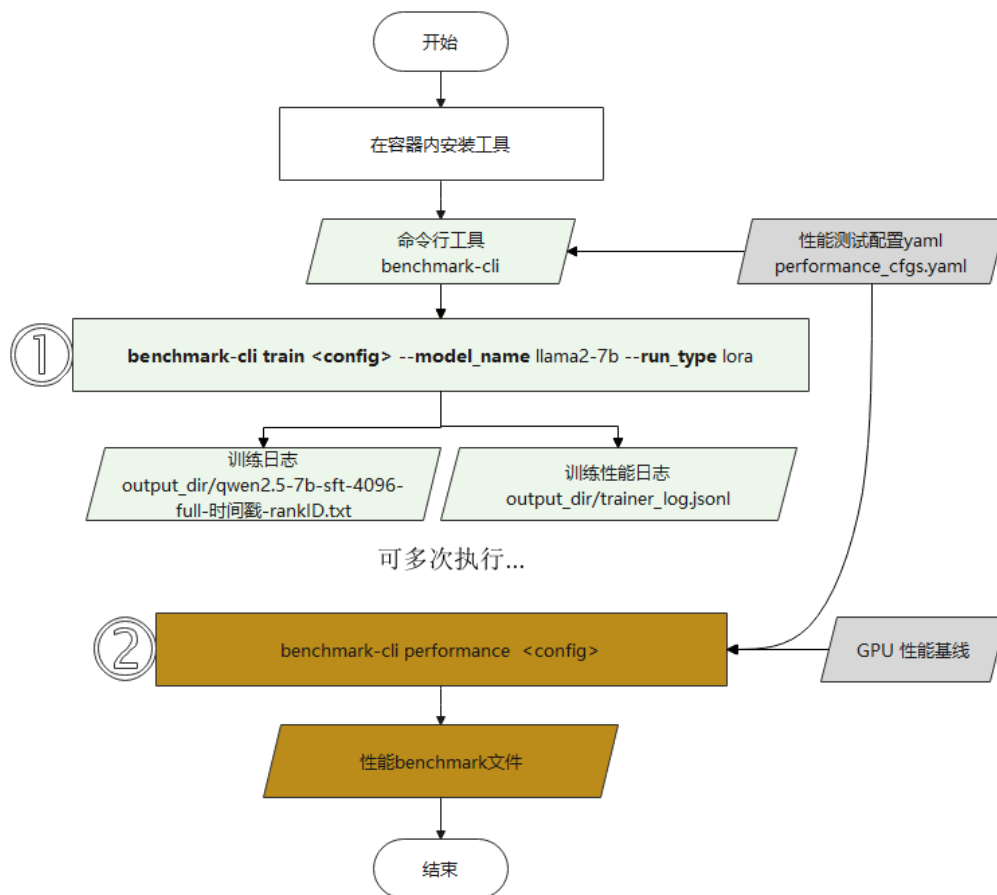 开始
在容器内安装工具
命令行工具
benchmark-cli
性能测试配置yaml
performance_cfgs.yaml
①
benchmark-cli train <config> --model_name llama2-7b --run_type lora
训练日志
output_dir/qwen2.5-7b-sft-4096-
full-时间戳-rankID.txt
训练性能日志
output_dir/trainer_log.jsonl
可多次执行...
②
benchmark-cli performance <config>
GPU 性能基线
性能benchmark文件
结束